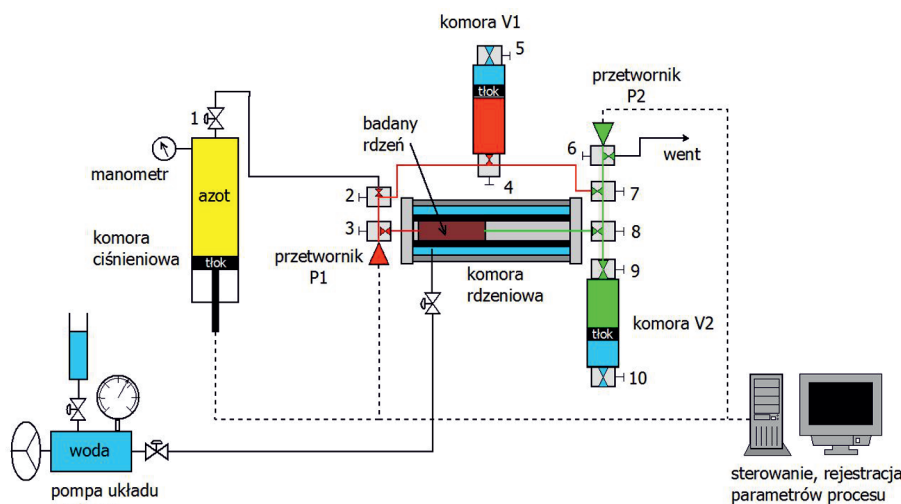 komora V1
5
przetwornik
P2
tłok
badany
rdzeń
1
6
went
manometr
azot
2
4
7
3
8
komora
ciśnieniowa
tłok
przetwornik
P1
komora
rdzeniowa
9
komora V2
tłok
10
woda
pompa układu
sterowanie, rejestracja
parametrów procesu